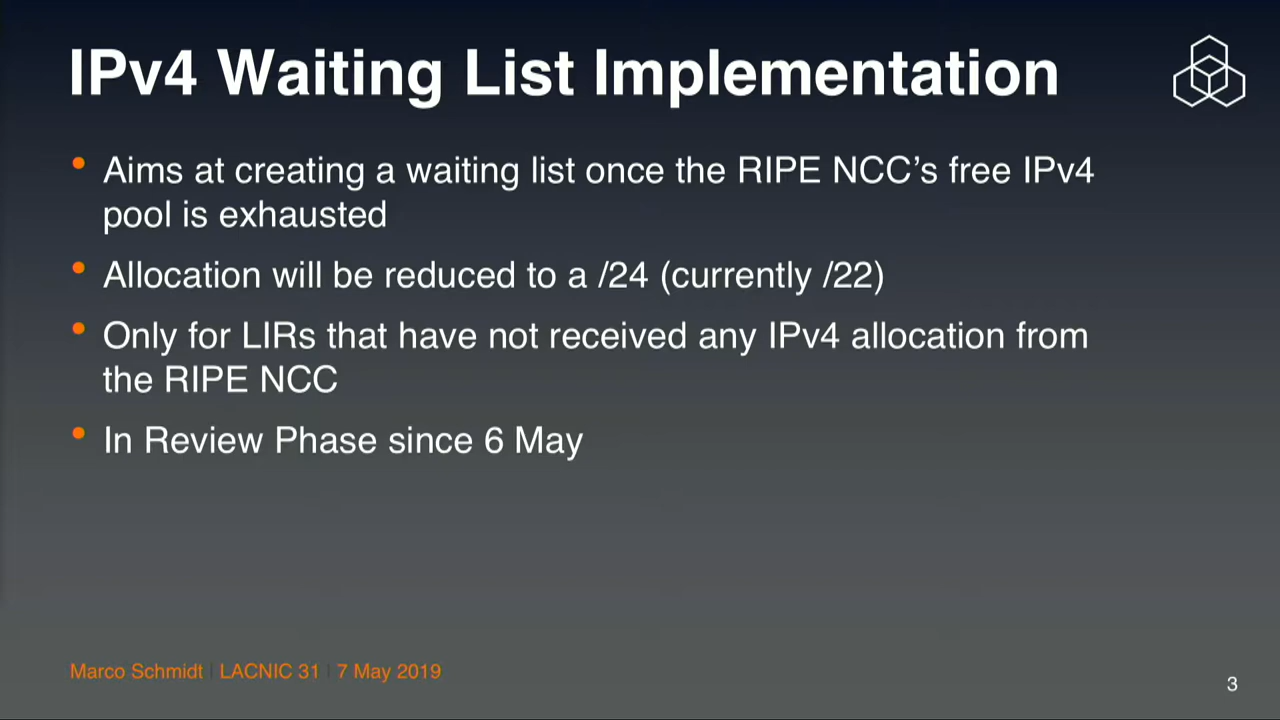 IPv4 Waiting List Implementation
• Aims at creating a waiting list once the RIPE NCC’s free IPv4
pool is exhausted
• Allocation will be reduced to a /24 (currently /22)
• Only for LIRs that have not received any IPv4 allocation from
the RIPE NCC
• In Review Phase since 6 May
Marco Schmidt | LACNIC 31 | 7 May 2019
3